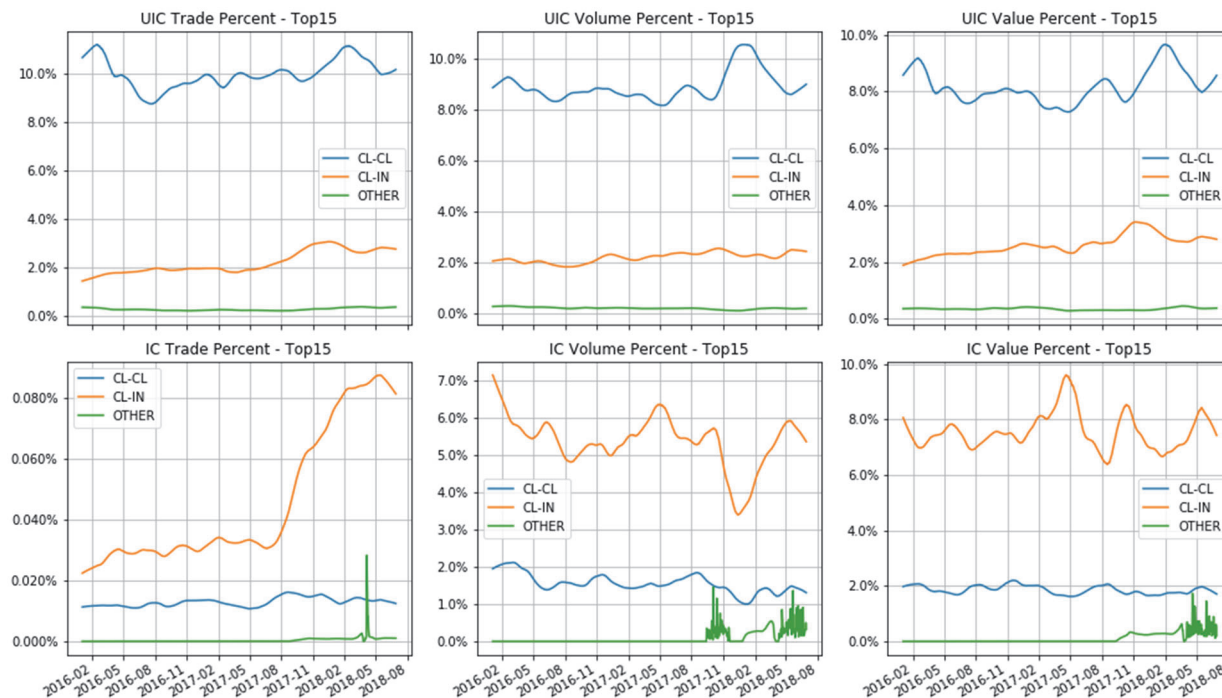 UIC Trade Percent - Top15
10.0%
8.0%
6.0%
4.0%
2.0%
0.0%
CL-CL
CL-IN
OTHER
UIC Volume Percent - Top15
10.0%
8.0%
6.0%
4.0%
2.0%
0.0%
CL-CL
CL-IN
OTHER
UIC Value Percent - Top15
10.0%
8.0%
6.0%
4.0%
2.0%
0.0%
CL-CL
CL-IN
OTHER
IC Trade Percent - Top15
0.080%
0.060%
0.040%
0.020%
0.000%
CL-CL
CL-IN
OTHER
2016-02
2016-05
2016-08
2016-11
2017-02
2017-05
2017-08
2017-11
2018-02
2018-05
2018-08
IC Volume Percent - Top15
7.0%
6.0%
5.0%
4.0%
3.0%
2.0%
1.0%
0.0%
CL-CL
CL-IN
OTHER
2016-02
2016-05
2016-08
2016-11
2017-02
2017-05
2017-08
2017-11
2018-02
2018-05
2018-08
IC Value Percent - Top15
10.0%
8.0%
6.0%
4.0%
2.0%
0.0%
CL-CL
CL-IN
OTHER
2016-02
2016-05
2016-08
2016-11
2017-02
2017-05
2017-08
2017-11
2018-02
2018-05
2018-08